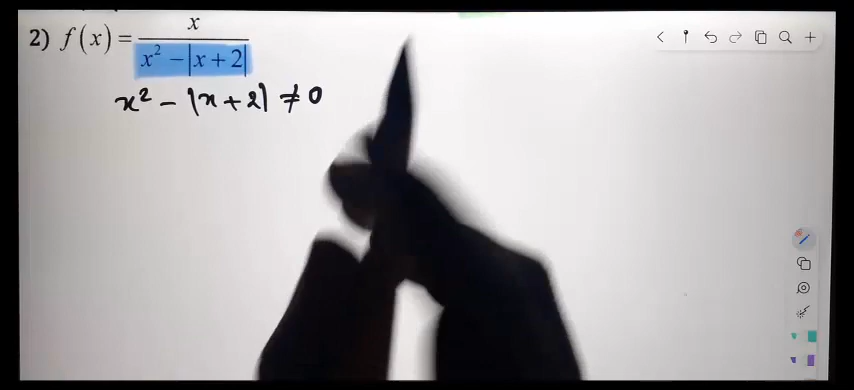 2) f(x) = x / (x² − |x + 2|)
x² − |x + 2| ≠ 0